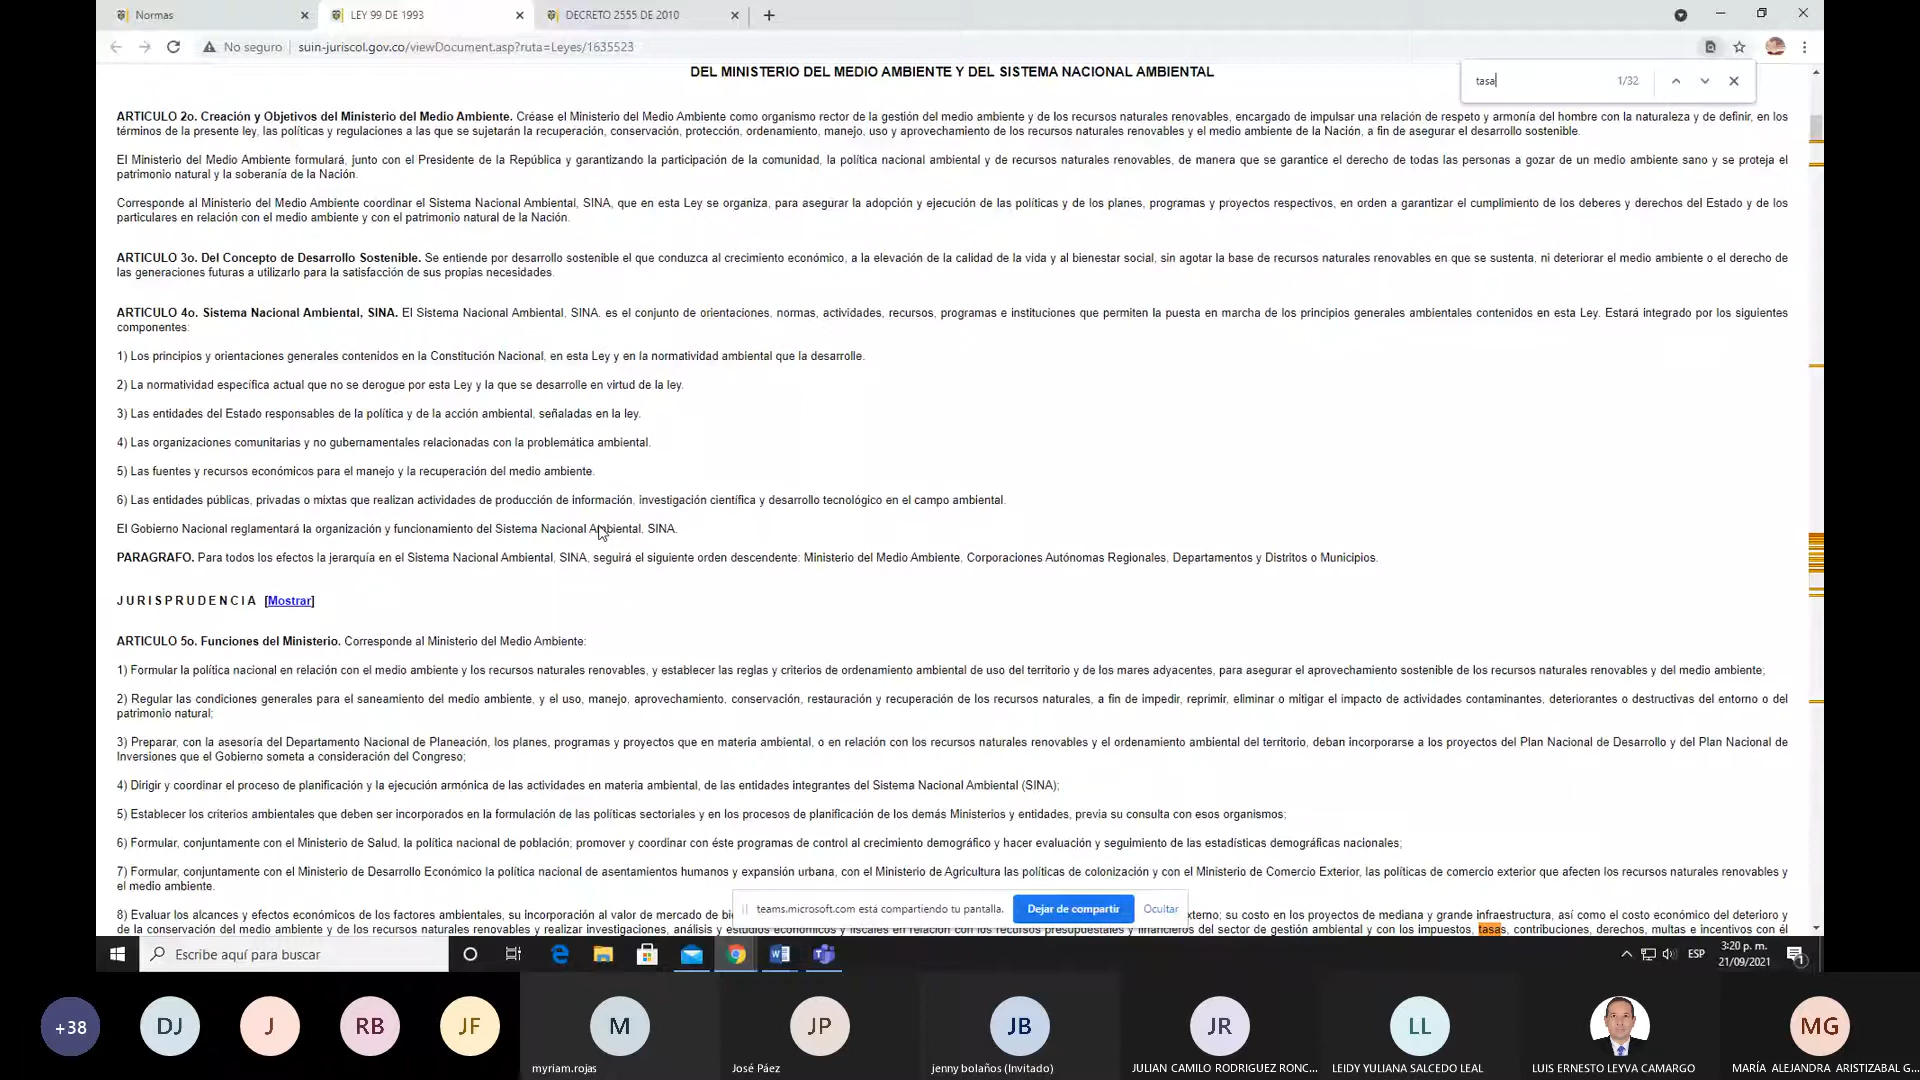 Normas
LEY 99 DE 1993
DECRETO 2555 DE 2010
No seguro
suin-juriscol.gov.co/viewDocument.asp?ruta=Leyes/1635523
tasa
1/32
DEL MINISTERIO DEL MEDIO AMBIENTE Y DEL SISTEMA NACIONAL AMBIENTAL
ARTICULO 2o. Creación y Objetivos del Ministerio del Medio Ambiente. Créase el Ministerio del Medio Ambiente como organismo rector de la gestión del medio ambiente y de los recursos naturales renovables, encargado de impulsar una relación de respeto y armonía del hombre con la naturaleza y de definir, en los
términos de la presente ley, las políticas y regulaciones a las que se sujetarán la recuperación, conservación, protección, ordenamiento, manejo, uso y aprovechamiento de los recursos naturales renovables y el medio ambiente de la Nación, a fin de asegurar el desarrollo sostenible.
El Ministerio del Medio Ambiente formulará, junto con el Presidente de la República y garantizando la participación de la comunidad, la política nacional ambiental y de recursos naturales renovables, de manera que se garantice el derecho de todas las personas a gozar de un medio ambiente sano y se proteja el
patrimonio natural y la soberanía de la Nación.
Corresponde al Ministerio del Medio Ambiente coordinar el Sistema Nacional Ambiental, SINA, que en esta Ley se organiza, para asegurar la adopción y ejecución de las políticas y de los planes, programas y proyectos respectivos, en orden a garantizar el cumplimiento de los deberes y derechos del Estado y de los
particulares en relación con el medio ambiente y con el patrimonio natural de la Nación.
ARTICULO 3o. Del Concepto de Desarrollo Sostenible. Se entiende por desarrollo sostenible el que conduzca al crecimiento económico, a la elevación de la calidad de la vida y al bienestar social, sin agotar la base de recursos naturales renovables en que se sustenta, ni deteriorar el medio ambiente o el derecho de
las generaciones futuras a utilizarlo para la satisfacción de sus propias necesidades.
ARTICULO 4o. Sistema Nacional Ambiental, SINA. El Sistema Nacional Ambiental, SINA. es el conjunto de orientaciones, normas, actividades, recursos, programas e instituciones que permiten la puesta en marcha de los principios generales ambientales contenidos en esta Ley. Estará integrado por los siguientes
componentes:
1) Los principios y orientaciones generales contenidos en la Constitución Nacional, en esta Ley y en la normatividad ambiental que la desarrolle.
2) La normatividad específica actual que no se derogue por esta Ley y la que se desarrolle en virtud de la ley.
3) Las entidades del Estado responsables de la política y de la acción ambiental, señaladas en la ley.
4) Las organizaciones comunitarias y no gubernamentales relacionadas con la problemática ambiental.
5) Las fuentes y recursos económicos para el manejo y la recuperación del medio ambiente.
6) Las entidades públicas, privadas o mixtas que realizan actividades de producción de información, investigación científica y desarrollo tecnológico en el campo ambiental.
El Gobierno Nacional reglamentará la organización y funcionamiento del Sistema Nacional Ambiental, SINA.
PARAGRAFO. Para todos los efectos la jerarquía en el Sistema Nacional Ambiental, SINA, seguirá el siguiente orden descendente: Ministerio del Medio Ambiente, Corporaciones Autónomas Regionales, Departamentos y Distritos o Municipios.
JURISPRUDENCIA [Mostrar]
ARTICULO 5o. Funciones del Ministerio. Corresponde al Ministerio del Medio Ambiente:
1) Formular la política nacional en relación con el medio ambiente y los recursos naturales renovables, y establecer las reglas y criterios de ordenamiento ambiental de uso del territorio y de los mares adyacentes, para asegurar el aprovechamiento sostenible de los recursos naturales renovables y del medio ambiente;
2) Regular las condiciones generales para el saneamiento del medio ambiente, y el uso, manejo, aprovechamiento, conservación, restauración y recuperación de los recursos naturales, a fin de impedir, reprimir, eliminar o mitigar el impacto de actividades contaminantes, deteriorantes o destructivas del entorno o del
patrimonio natural;
3) Preparar, con la asesoría del Departamento Nacional de Planeación, los planes, programas y proyectos que en materia ambiental, o en relación con los recursos naturales renovables y el ordenamiento ambiental del territorio, deban incorporarse a los proyectos del Plan Nacional de Desarrollo y del Plan Nacional de
Inversiones que el Gobierno someta a consideración del Congreso;
4) Dirigir y coordinar el proceso de planificación y la ejecución armónica de las actividades en materia ambiental, de las entidades integrantes del Sistema Nacional Ambiental (SINA);
5) Establecer los criterios ambientales que deben ser incorporados en la formulación de las políticas sectoriales y en los procesos de planificación de los demás Ministerios y entidades, previa su consulta con esos organismos;
6) Formular, conjuntamente con el Ministerio de Salud, la política nacional de población; promover y coordinar con éste programas de control al crecimiento demográfico y hacer evaluación y seguimiento de las estadísticas demográficas nacionales;
7) Formular, conjuntamente con el Ministerio de Desarrollo Económico la política nacional de asentamientos humanos y expansión urbana, con el Ministerio de Agricultura las políticas de colonización y con el Ministerio de Comercio Exterior, las políticas de comercio exterior que afecten los recursos naturales renovables y
el medio ambiente.
8) Evaluar los alcances y efectos económicos de los factores ambientales, su incorporación al valor de mercado de bi
xterno; su costo en los proyectos de mediana y grande infraestructura, así como el costo económico del deterioro y
de la conservación del medio ambiente y de los recursos naturales renovables y realizar investigaciones, análisis y estudios económicos y fiscales en relación con los recursos presupuestales y financieros del sector de gestión ambiental y con los impuestos, tasas, contribuciones, derechos, multas e incentivos con él
teams.microsoft.com está compartiendo tu pantalla.
Dejar de compartir
Ocultar
Escribe aquí para buscar
ESP
3:20 p. m.
21/09/2021
1
+38
DJ
J
RB
JF
M
JP
JB
JR
LL
MG
myriam.rojas
José Páez
jenny bolaños (Invitado)
JULIAN CAMILO RODRIGUEZ RONC...
LEIDY YULIANA SALCEDO LEAL
LUIS ERNESTO LEYVA CAMARGO
MARÍA ALEJANDRA ARISTIZABAL G...